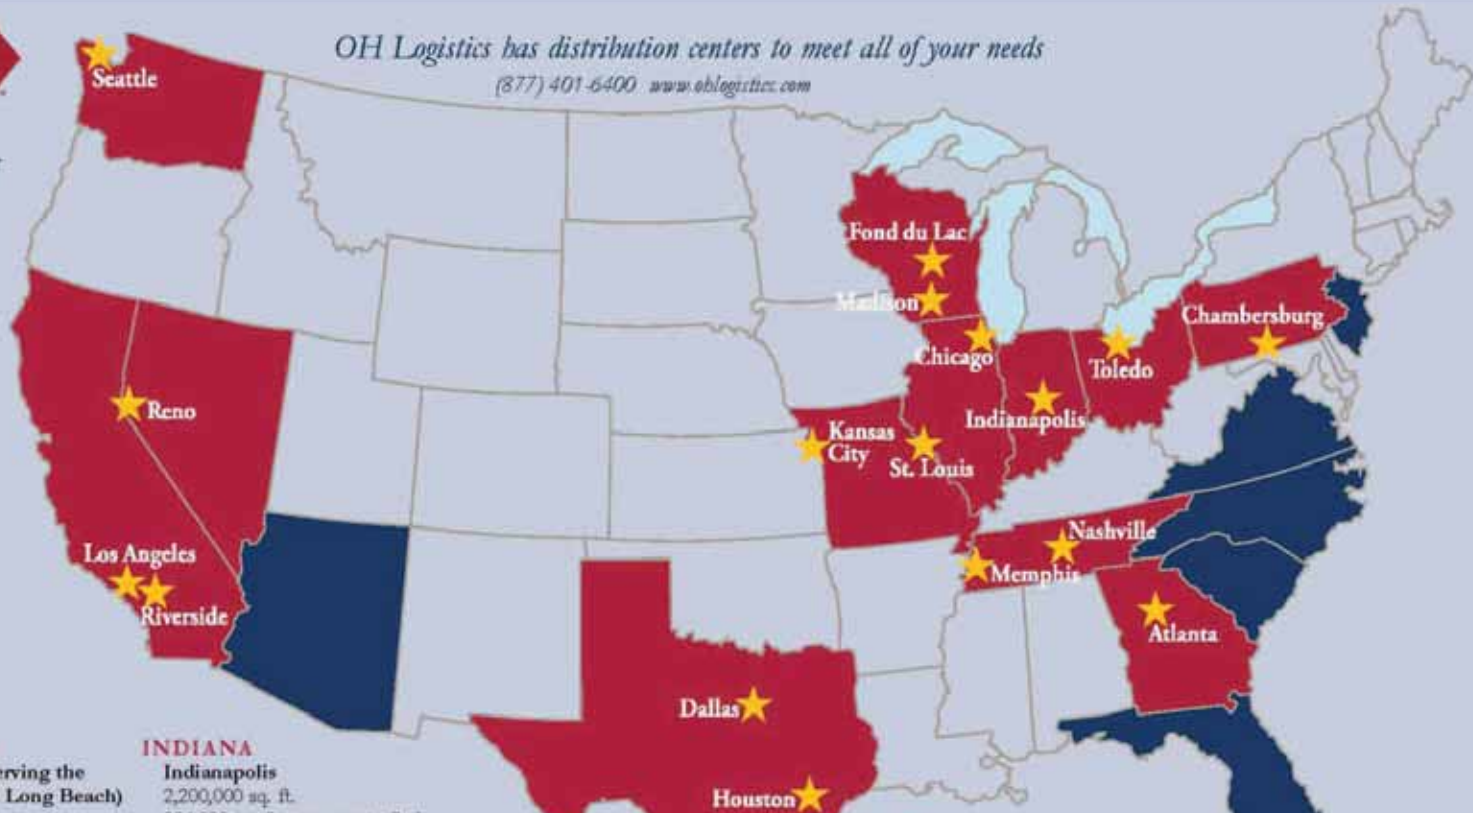 OH Logistics has distribution centers to meet all of your needs
(877) 401-6400 www.ohlogistics.com
Seattle
Fond du Lac
Madison
Chicago
Chambersburg
Toledo
Reno
Indianapolis
Kansas
City
St. Louis
Nashville
Memphis
Los Angeles
Riverside
Atlanta
Dallas
Houston
INDIANA
erving the
Indianapolis
Long Beach)
2,200,000 sq. ft.